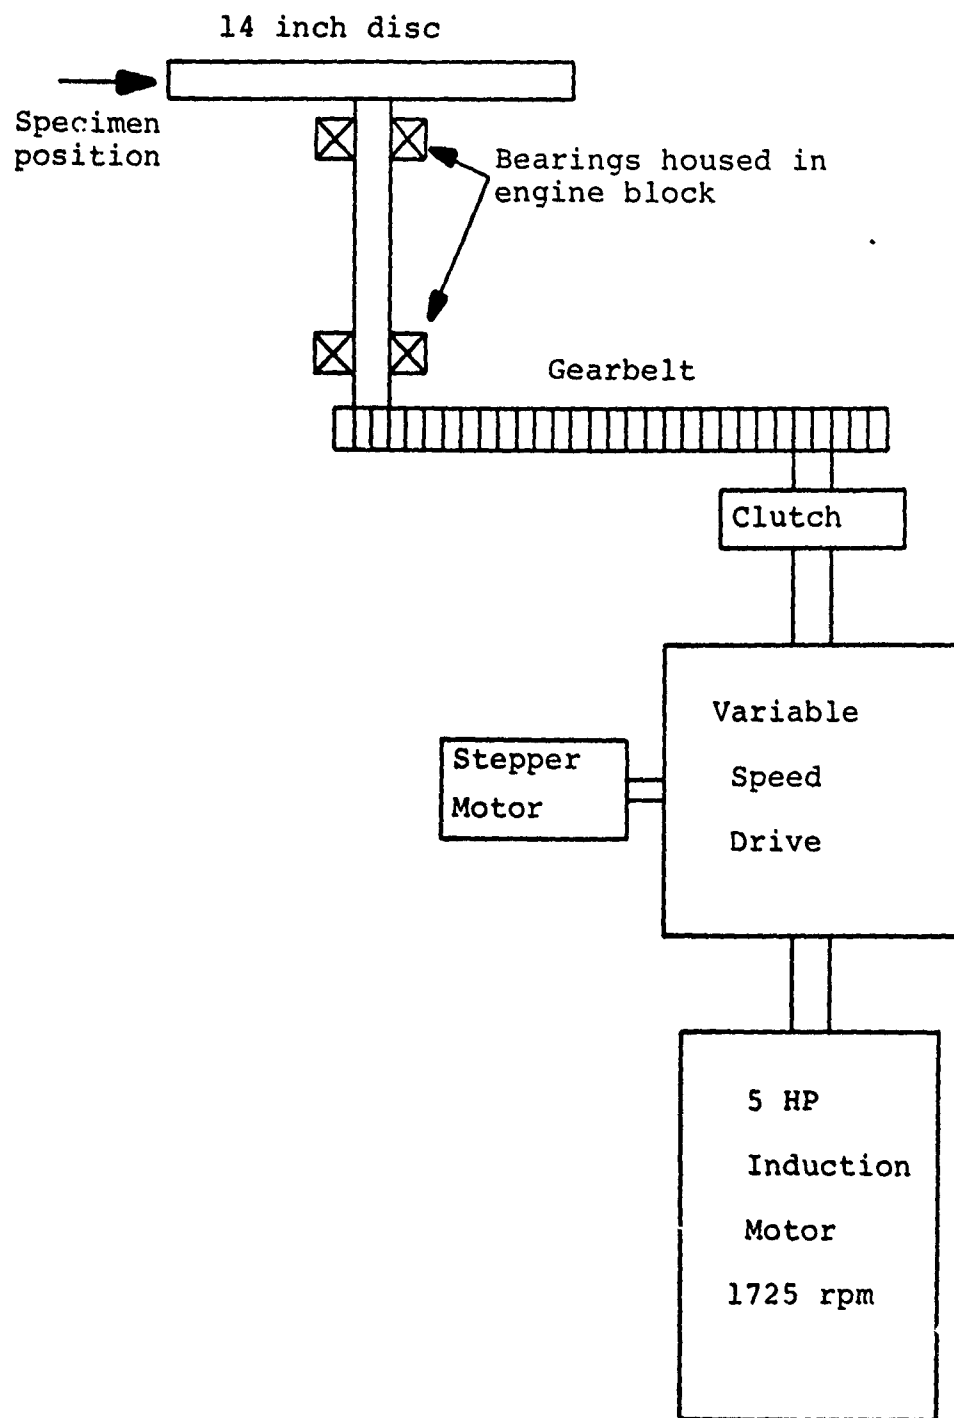 14 inch disc
Specimen
position
Bearings housed in
engine block
Gearbelt
Clutch
Variable
Speed
Drive
Stepper
Motor
5 HP
Induction
Motor
1725 rpm